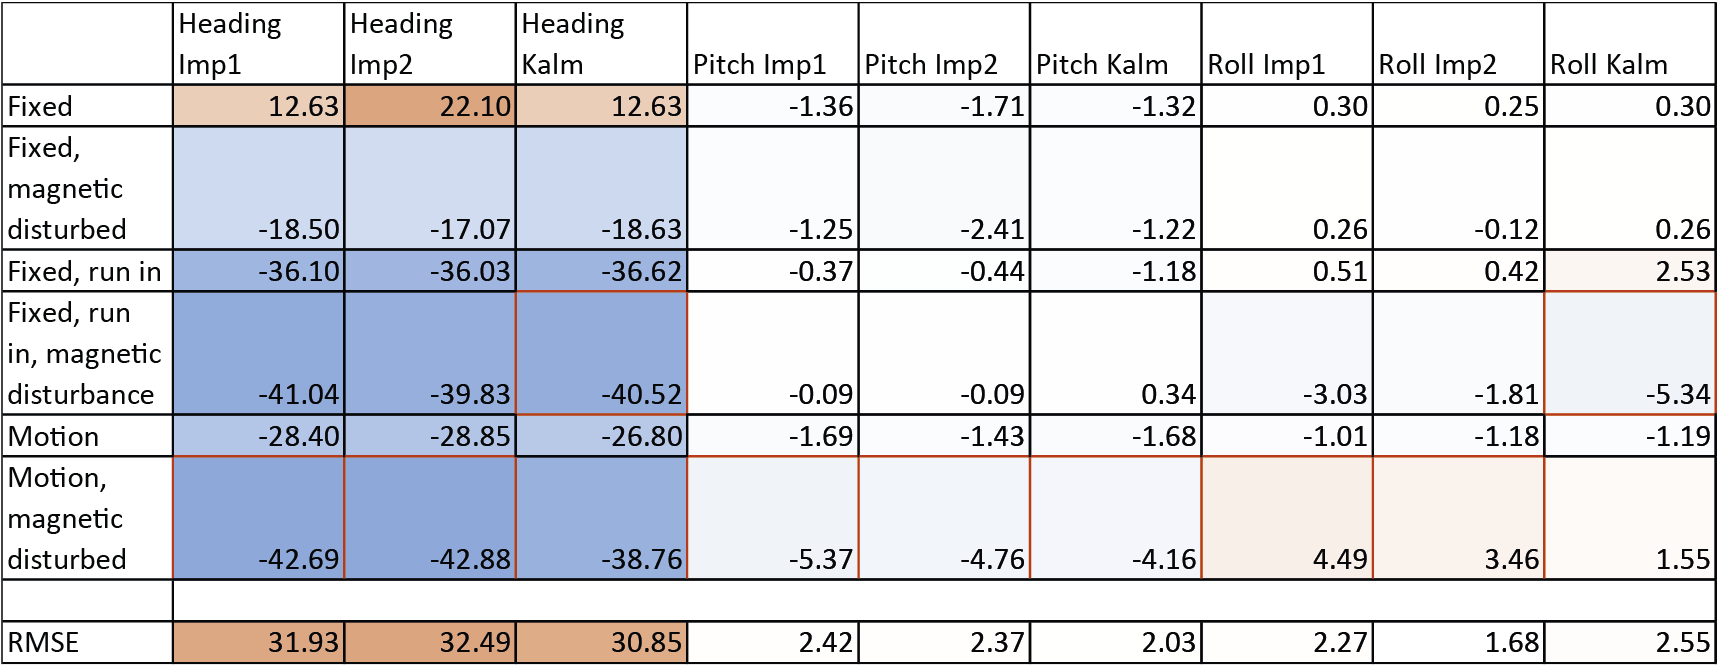 Heading Imp1 Heading Imp2 Heading Kalm Pitch Imp1 Pitch Imp2 Pitch Kalm Roll Imp1 Roll Imp2 Roll Kalm
Fixed 12.63 22.10 12.63 -1.36 -1.71 -1.32 0.30 0.25 0.30
Fixed,
magnetic
disturbed -18.50 -17.07 -18.63 -1.25 -2.41 -1.22 0.26 -0.12 0.26
Fixed, run in -36.10 -36.03 -36.62 -0.37 -0.44 -1.18 0.51 0.42 2.53
Fixed, run
in, magnetic
disturbance -41.04 -39.83 -40.52 -0.09 -0.09 0.34 -3.03 -1.81 -5.34
Motion -28.40 -28.85 -26.80 -1.69 -1.43 -1.68 -1.01 -1.18 -1.19
Motion,
magnetic
disturbed -42.69 -42.88 -38.76 -5.37 -4.76 -4.16 4.49 3.46 1.55
RMSE 31.93 32.49 30.85 2.42 2.37 2.03 2.27 1.68 2.55